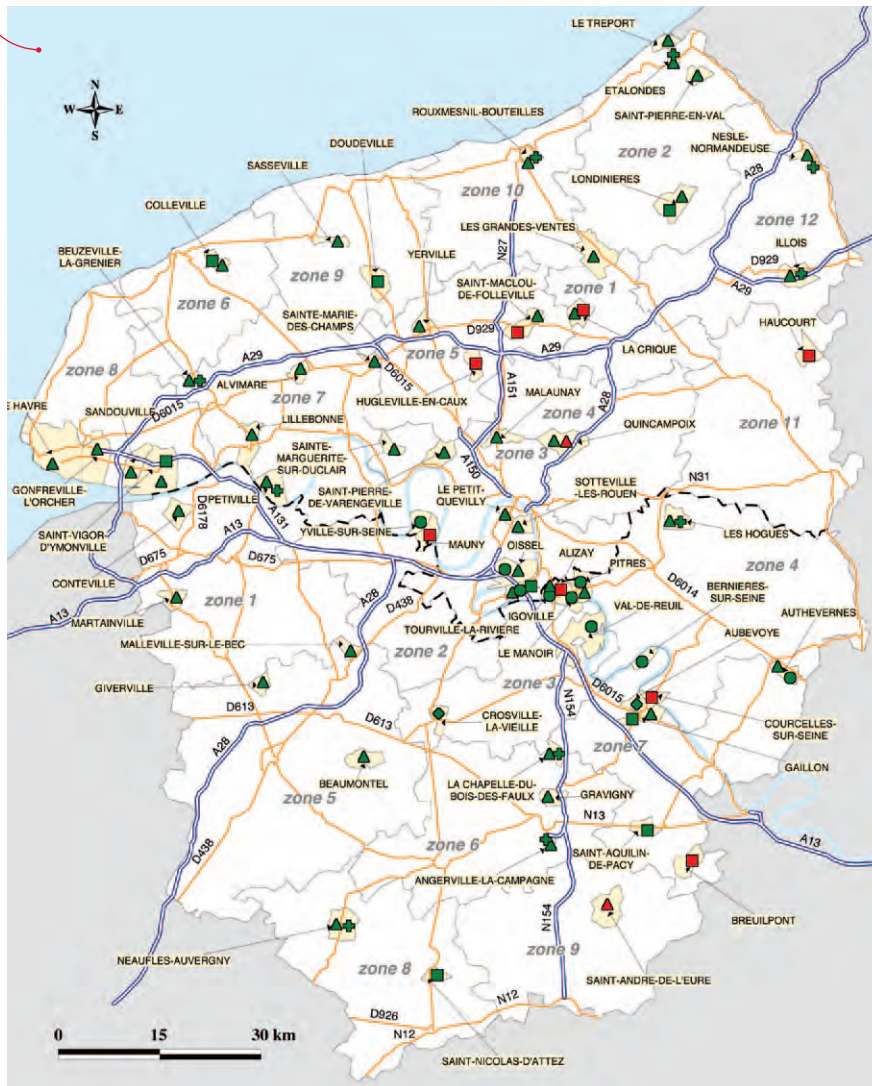 LE TREPORT
N
W E
S
ETALONDES
ROUXMESNIL-BOUTEILLES
SAINT-PIERRE-EN-VAL
DOUDEVILLE
NESLE-
NORMANDEUSE
zone 2
SASSEVILLE
A28
zone 10
LONDINIERES
COLLEVILLE
zone 12
LES GRANDES-VENTES
BEUZEVILLE-
LA-GRENIER
N27
ILLOIS
YERVILLE
D929
zone 9
SAINT-MACLOU-
DE-FOLLEVILLE
zone 1
A29
zone 6
SAINTE-MARIE-
DES-CHAMPS
D929
HAUCOURT
zone 5
A29
LA CRIQUE
zone 8
A29
D6015
A151
MALAUNAY
A28
ALVIMARE
zone 7
HUGLEVILLE-EN-CAUX
D6015
zone 4
E HAVRE
SANDOUVILLE
LILLEBONNE
QUINCAMPOIX
zone 11
SAINTE-
MARGUERITE-
SUR-DUCLAIR
zone 3
A150
N31
GONFREVILLE-
L'ORCHER
SAINT-PIERRE-
DE-VARENGEVILLE
LE PETIT-
QUEVILLY
SOTTEVILLE
-LES-ROUEN
PETIVILLE
D6178
A131
SAINT-VIGOR-
D'YMONVILLE
A13
YVILLE-SUR-SEINE
MAUNY
OISSEL
ALIZAY
LES HOGUES
D675
D675
PITRES
zone 4
CONTEVILLE
D6014
BERNIERES-
SUR-SEINE
A13
zone 1
A28
D438
IGOVILLE
VAL-DE-REUIL
AUTHEVERNES
MARTAINVILLE
TOURVILLE-LA-RIVIERE
AUBEVOYE
MALLEVILLE-SUR-LE-BEC
zone 2
LE MANOIR
GIVERVILLE
zone 3
D6015
D613
N154
COURCELLES-
SUR-SEINE
D613
CROSVILLE-
LA-VIEILLE
A28
zone 7
GAILLON
BEAUMONTEL
LA CHAPELLE-DU-
BOIS-DES-FAULX
GRAVIGNY
zone 5
N13
A13
D438
zone 6
SAINT-AQUILIN-
DE-PACY
ANGERVILLE-LA-CAMPAGNE
BREUILPONT
N154
NEAUFLES-AUVERGNY
zone 9
zone 8
SAINT-ANDRE-DE-L'EURE
N12
D926
0 15 30 km
N12
SAINT-NICOLAS-D'ATTEZ